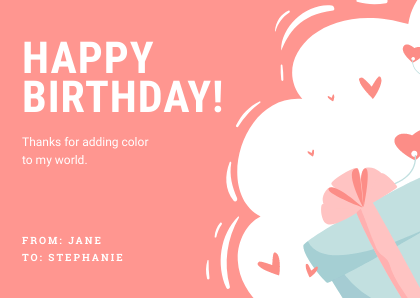 HAPPY
BIRTHDAY!
Thanks for adding color
to my world.
FROM: JANE
TO: STEPHANIE